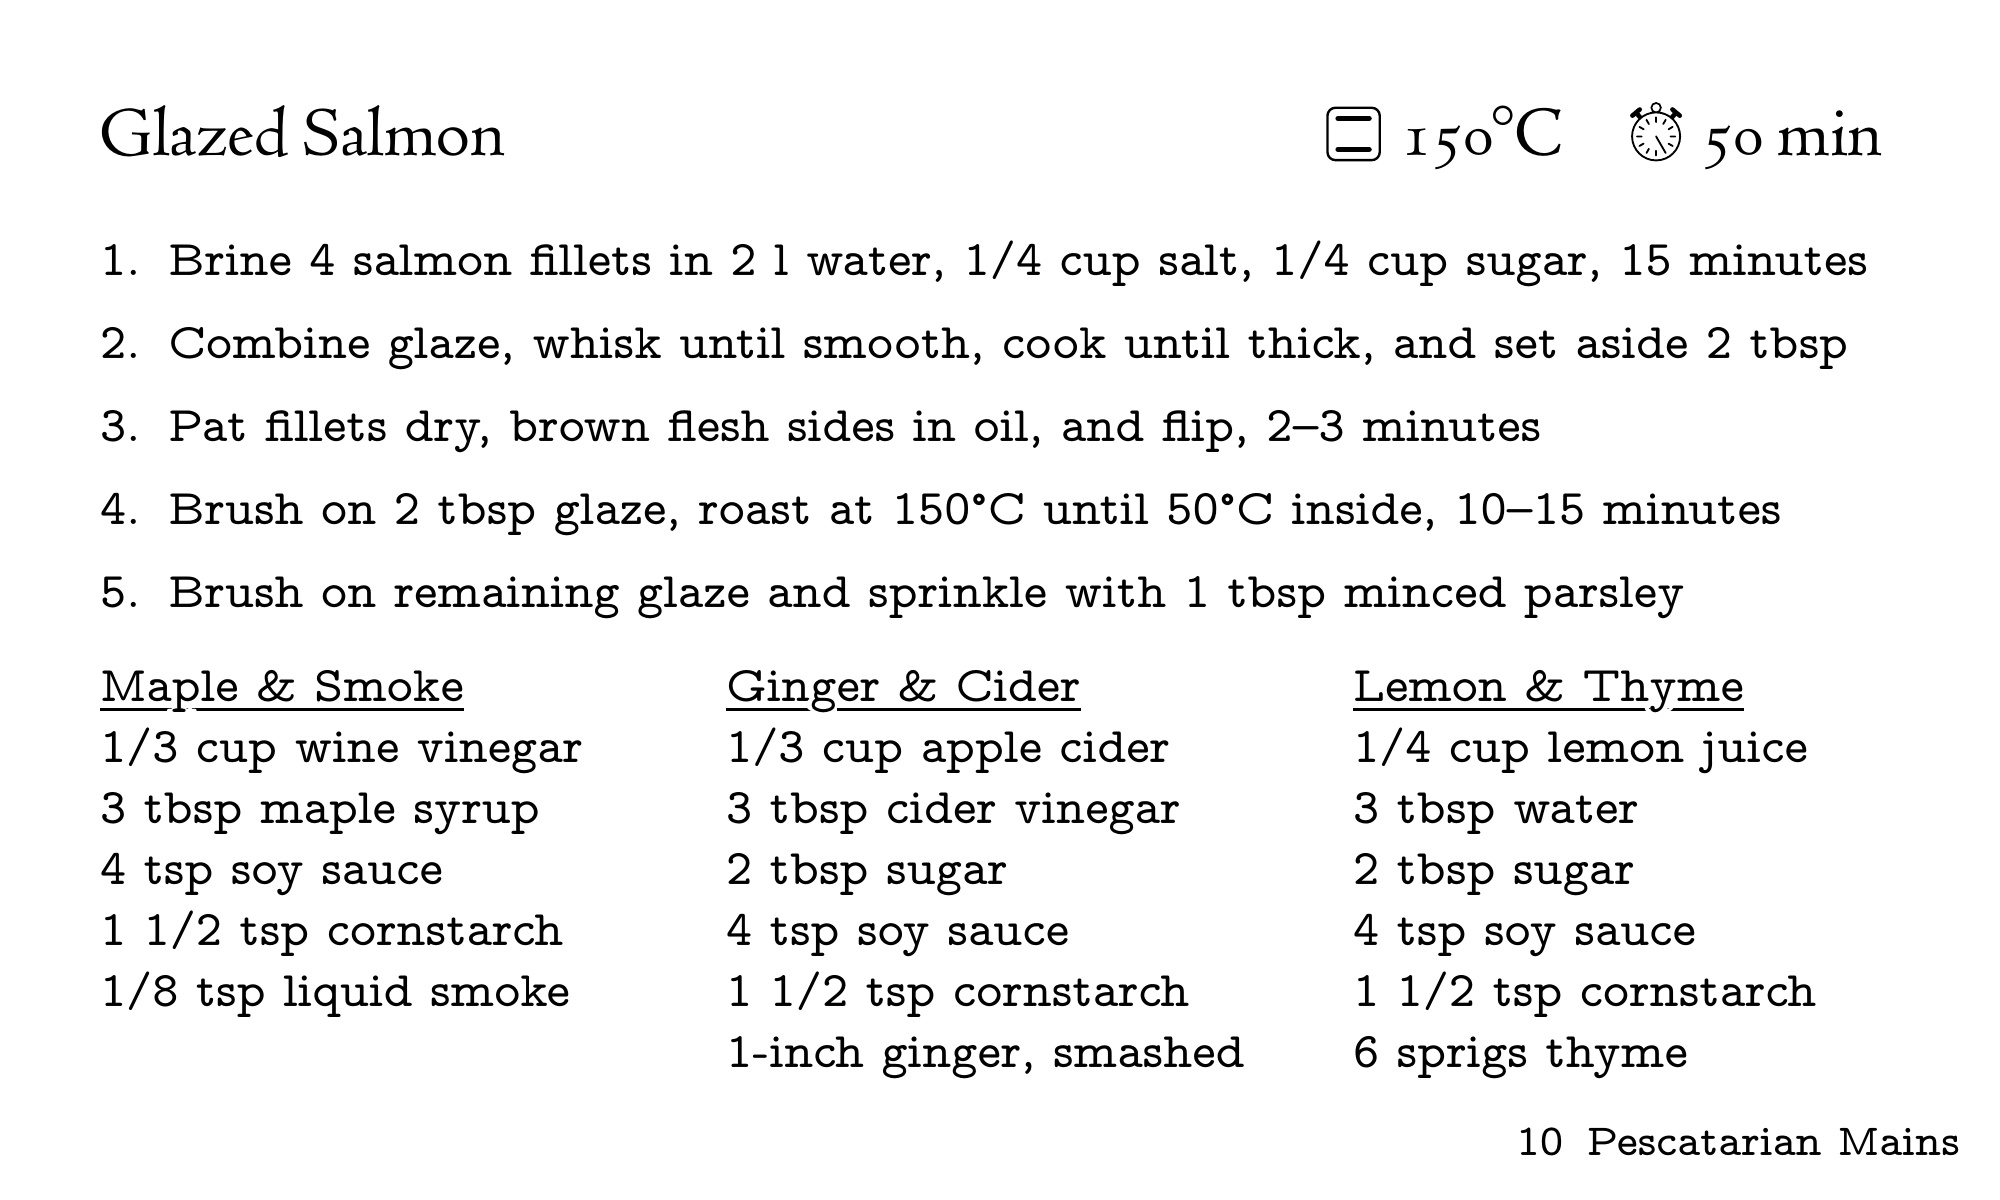 Glazed Salmon 150°C 50 min
1. Brine 4 salmon fillets in 2 l water, 1/4 cup salt, 1/4 cup sugar, 15 minutes
2. Combine glaze, whisk until smooth, cook until thick, and set aside 2 tbsp
3. Pat fillets dry, brown flesh sides in oil, and flip, 2–3 minutes
4. Brush on 2 tbsp glaze, roast at 150°C until 50°C inside, 10–15 minutes
5. Brush on remaining glaze and sprinkle with 1 tbsp minced parsley
Maple & Smoke
1/3 cup wine vinegar
3 tbsp maple syrup
4 tsp soy sauce
1 1/2 tsp cornstarch
1/8 tsp liquid smoke
Ginger & Cider
1/3 cup apple cider
3 tbsp cider vinegar
2 tbsp sugar
4 tsp soy sauce
1 1/2 tsp cornstarch
1-inch ginger, smashed
Lemon & Thyme
1/4 cup lemon juice
3 tbsp water
2 tbsp sugar
4 tsp soy sauce
1 1/2 tsp cornstarch
6 sprigs thyme
10 Pescatarian Mains